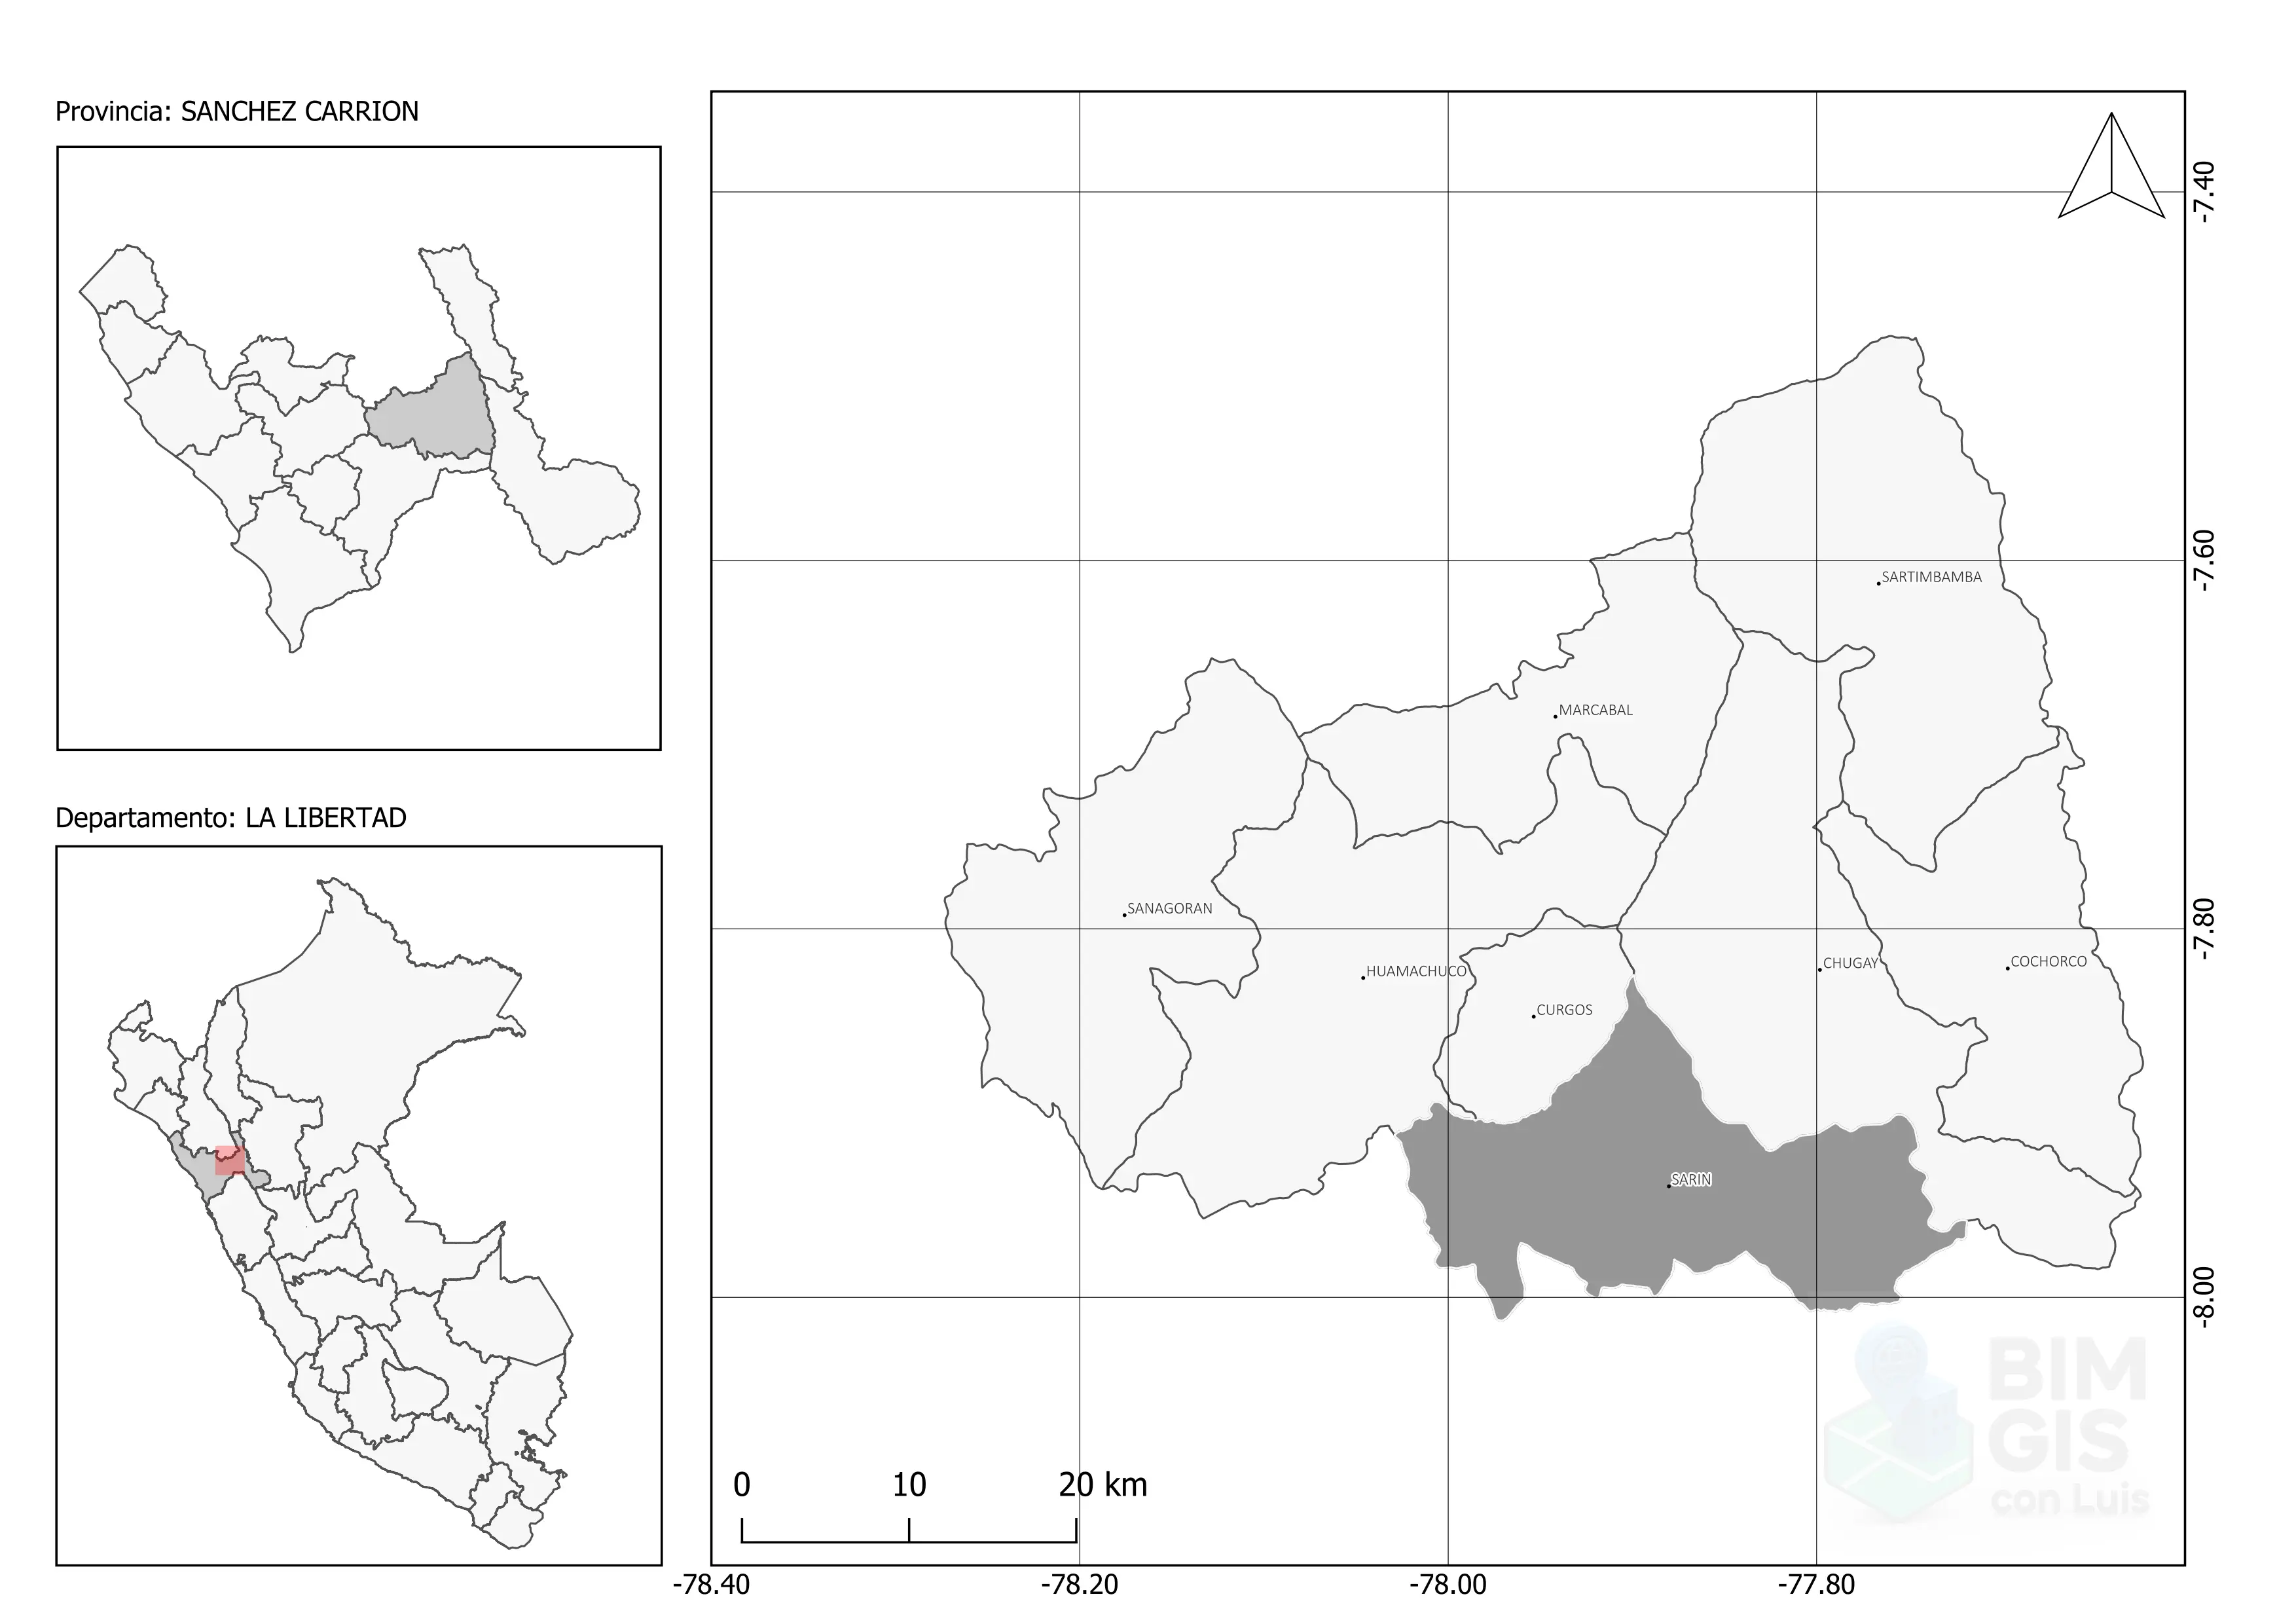 Provincia: SANCHEZ CARRION
Departamento: LA LIBERTAD
-7.40
-7.60
-7.80
-8.00
SARTIMBAMBA
MARCABAL
SANAGORAN
HUAMACHUCO
CHUGAY
COCHORCO
CURGOS
SARIN
BIM
GIS
con Luis
0 10 20 km
-78.40 -78.20 -78.00 -77.80